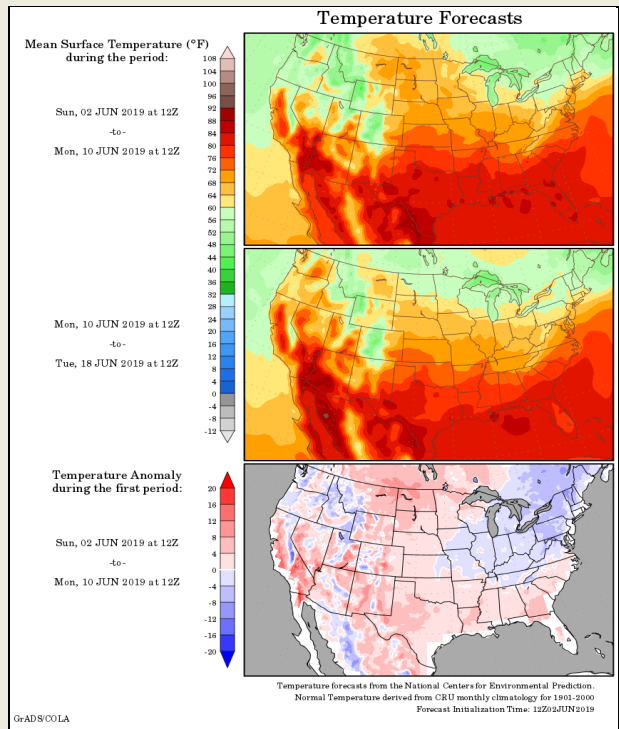 Temperature Forecasts
Mean Surface Temperature (°F)
during the period:
Sun, 02 JUN 2019 at 12Z
-to-
Mon, 10 JUN 2019 at 12Z
108
104
100
96
92
88
84
80
76
72
68
64
60
56
52
48
44
40
36
32
28
24
20
16
12
8
4
0
-4
-8
-12
Mon, 10 JUN 2019 at 12Z
-to-
Tue, 18 JUN 2019 at 12Z
Temperature Anomaly
during the first period:
Sun, 02 JUN 2019 at 12Z
-to-
Mon, 10 JUN 2019 at 12Z
20
16
12
8
4
0
-4
-8
-12
-16
-20
Temperature forecasts from the National Centers for Environmental Prediction.
Normal Temperature derived from CRU monthly climatology for 1901-2000
Forecast Initialization Time: 12Z02JUN2019
GrADS/COLA